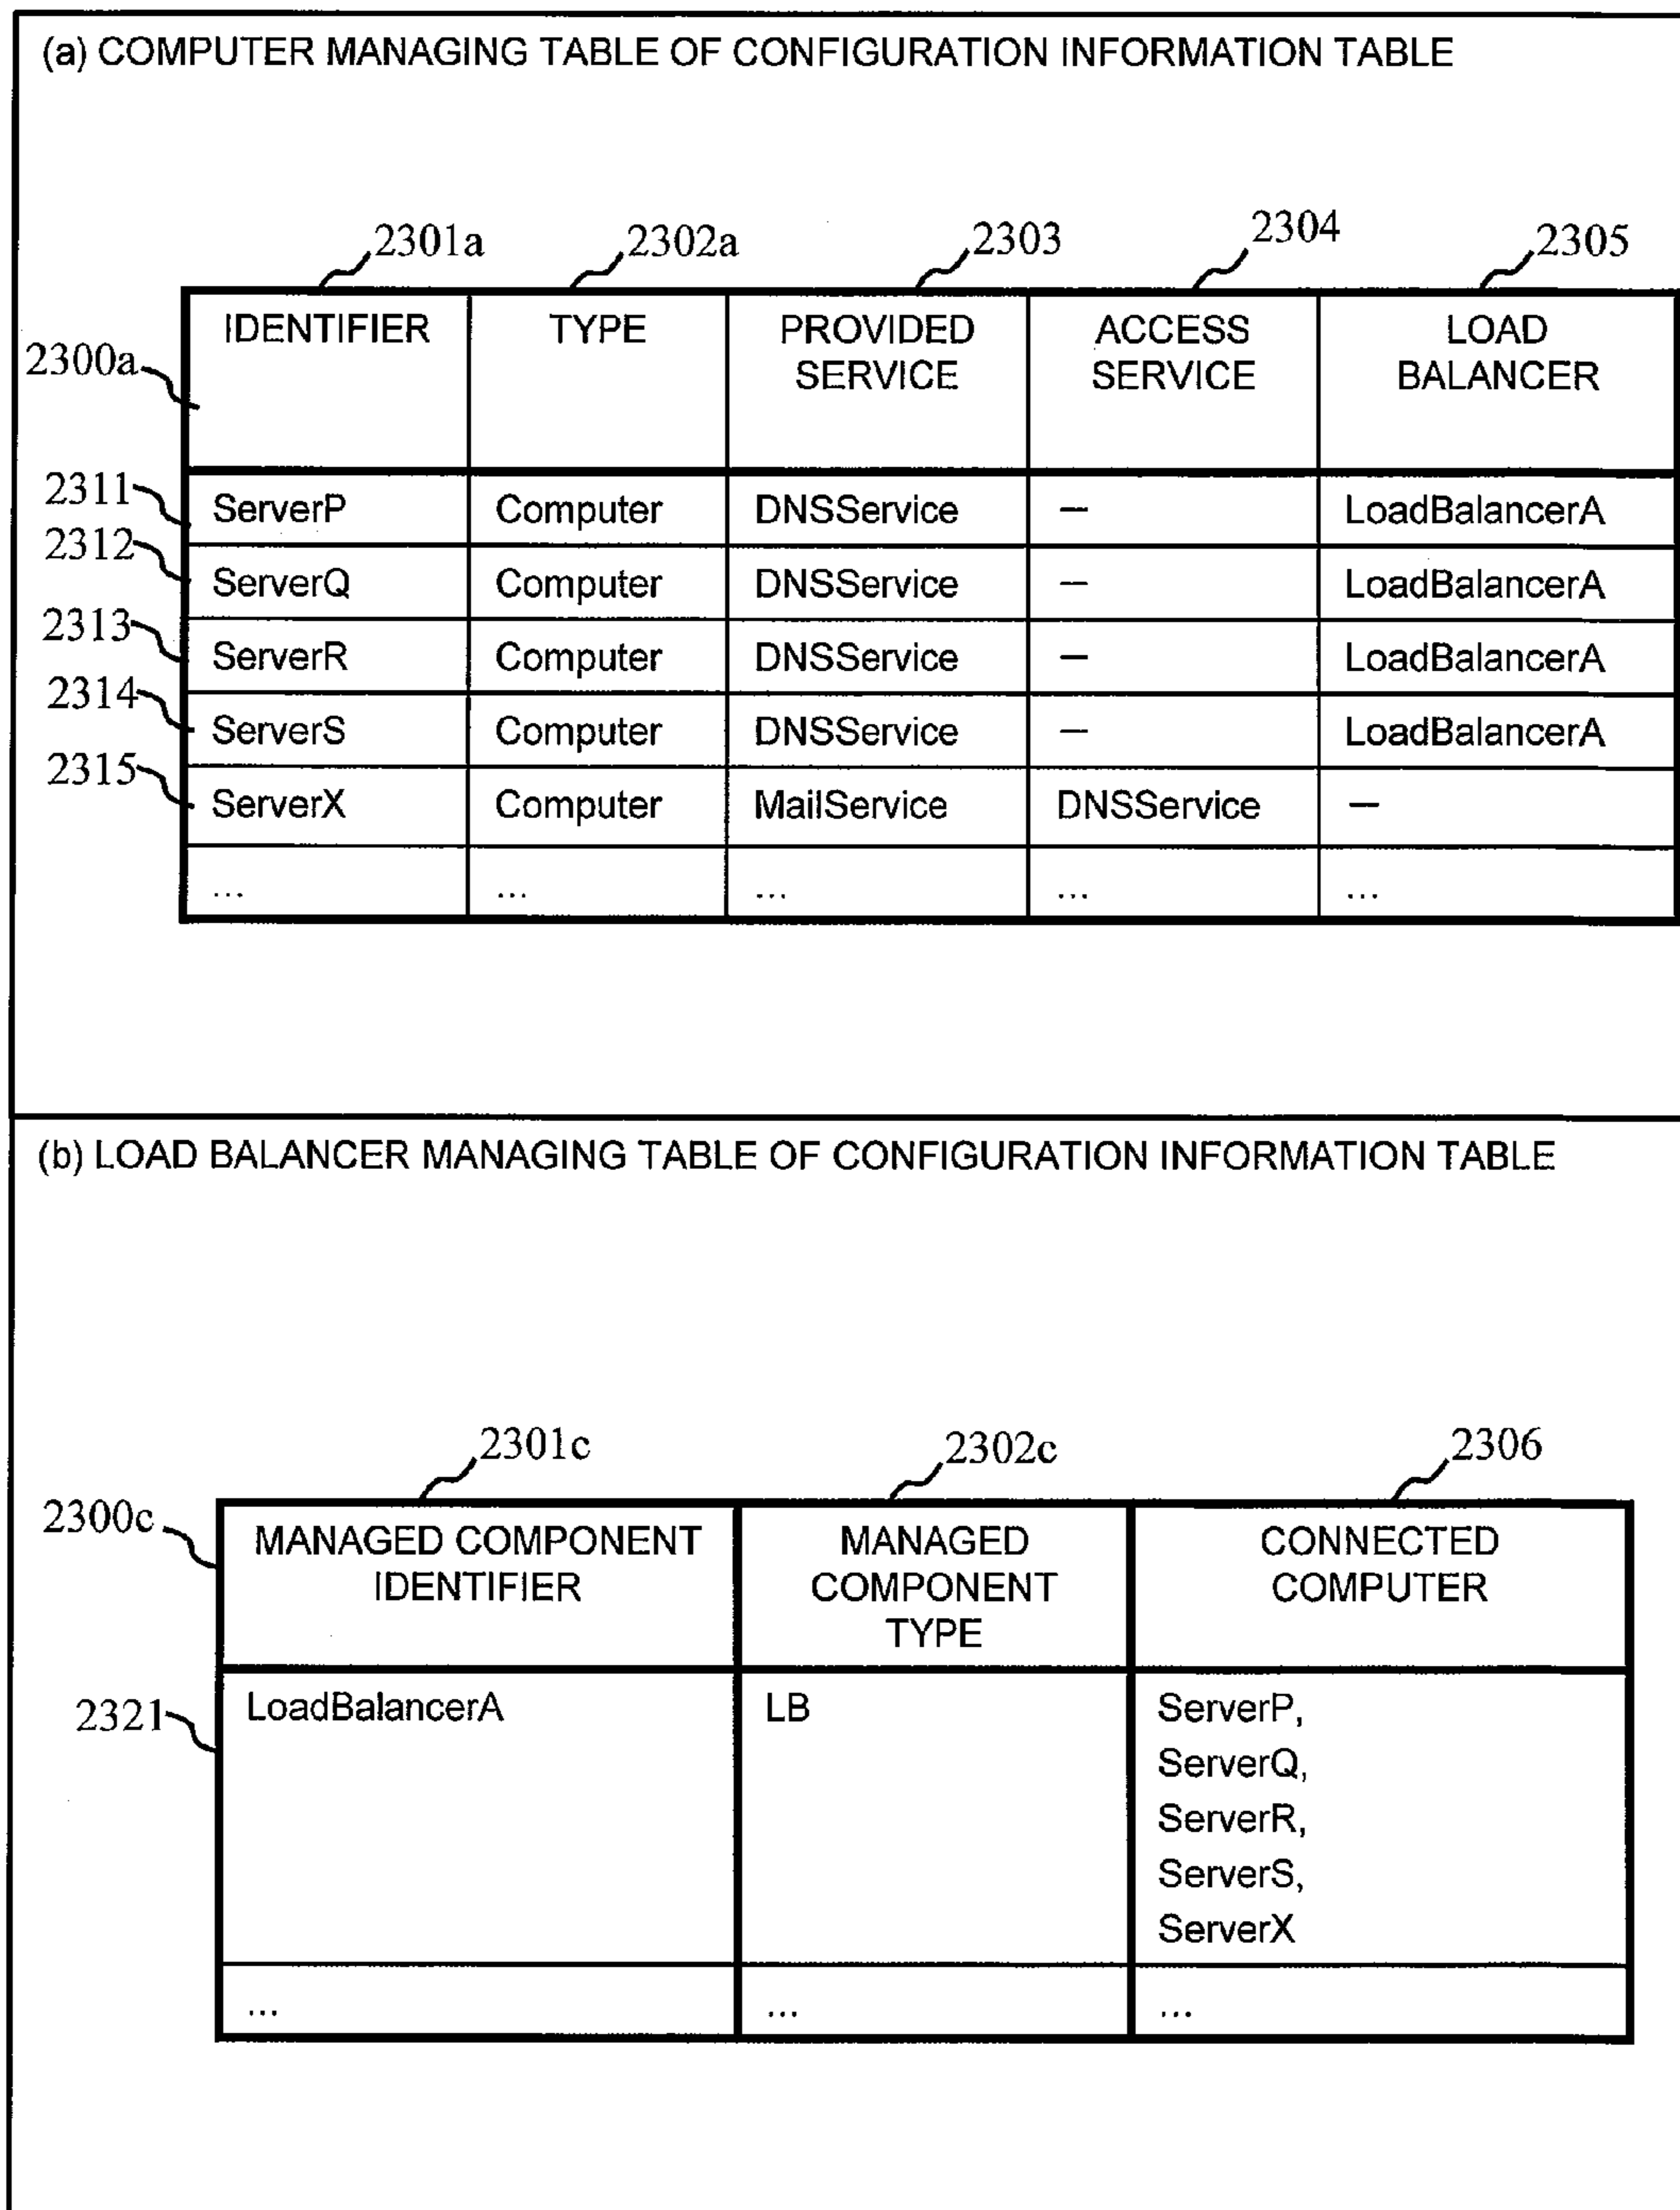 (a) COMPUTER MANAGING TABLE OF CONFIGURATION INFORMATION TABLE
2301a 2302a 2303 2304 2305
2300a
IDENTIFIER TYPE PROVIDED ACCESS LOAD
SERVICE SERVICE BALANCER
2311 ServerP Computer DNSService — LoadBalancerA
2312 ServerQ Computer DNSService — LoadBalancerA
2313 ServerR Computer DNSService — LoadBalancerA
2314 ServerS Computer DNSService — LoadBalancerA
2315 ServerX Computer MailService DNSService —
... ... ... ... ...
(b) LOAD BALANCER MANAGING TABLE OF CONFIGURATION INFORMATION TABLE
2301c 2302c 2306
2300c
MANAGED COMPONENT MANAGED CONNECTED
IDENTIFIER COMPONENT COMPUTER
TYPE
2321 LoadBalancerA LB ServerP,
ServerQ,
ServerR,
ServerS,
ServerX
... ... ...